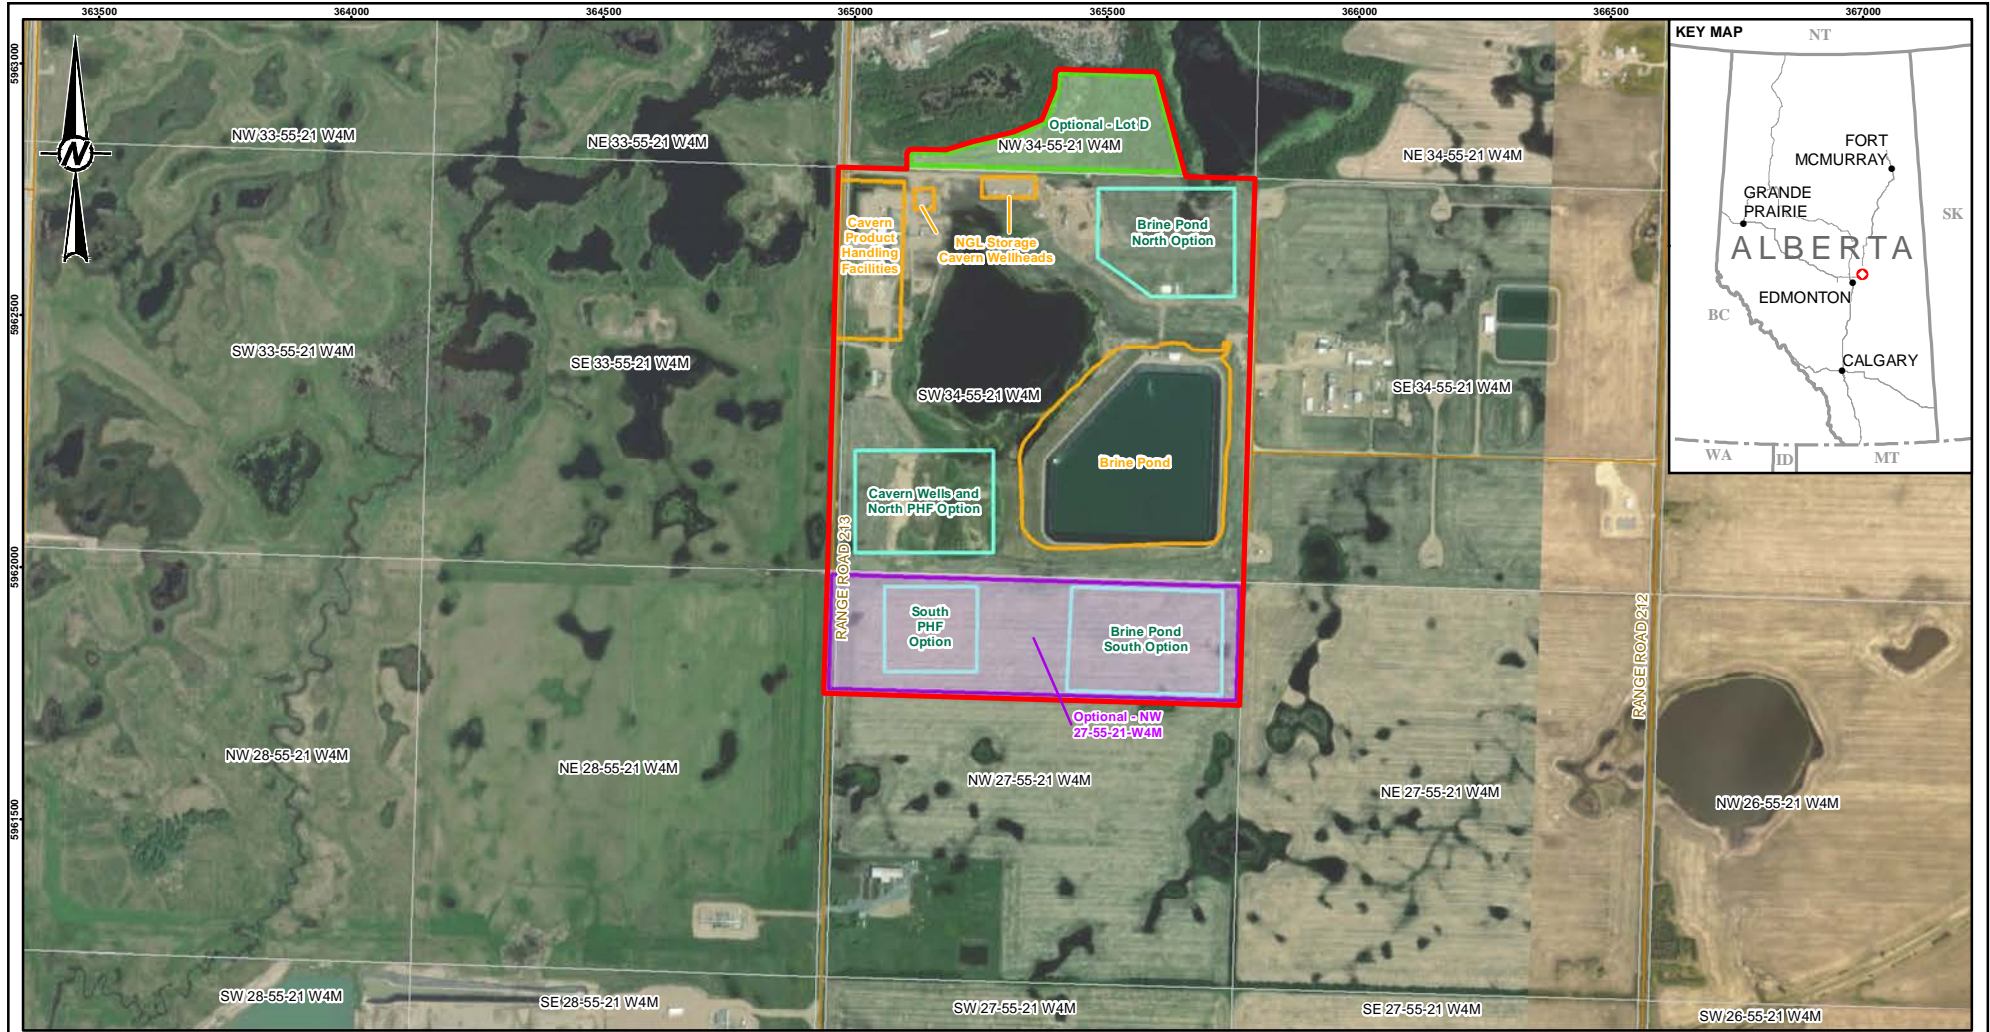 363500
364000
364500
365000
365500
366000
366500
367000
5963000
5962500
5962000
5961500
N
KEY MAP
NT
FORT
MCMURRAY
GRANDE
PRAIRIE
SK
ALBERTA
EDMONTON
BC
CALGARY
WA
ID
MT
NW 33-55-21 W4M
NE 33-55-21 W4M
Optional - Lot D
NW 34-55-21 W4M
NE 34-55-21 W4M
Cavern
Product
Handling
Facilities
NGL Storage
Cavern Wellheads
Brine Pond
North Option
SW 33-55-21 W4M
SE 33-55-21 W4M
SW 34-55-21 W4M
SE 34-55-21 W4M
Brine Pond
Cavern Wells and
North PHF Option
RANGE ROAD 213
South
PHF
Option
Brine Pond
South Option
RANGE ROAD 212
Optional - NW
27-55-21-W4M
NW 28-55-21 W4M
NE 28-55-21 W4M
NW 27-55-21 W4M
NE 27-55-21 W4M
NW 26-55-21 W4M
SW 28-55-21 W4M
SE 28-55-21 W4M
SW 27-55-21 W4M
SE 27-55-21 W4M
SW 26-55-21 W4M